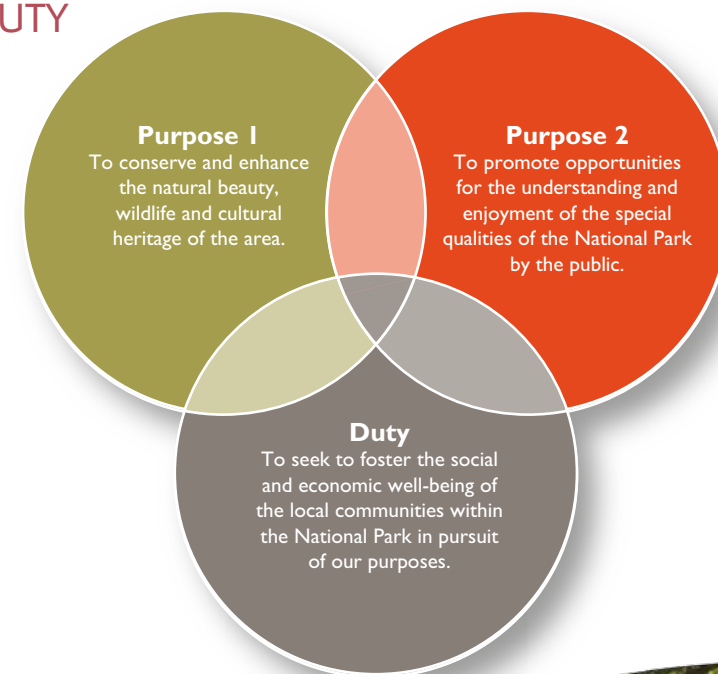 UTY
Purpose 1
To conserve and enhance
the natural beauty,
wildlife and cultural
heritage of the area.
Purpose 2
To promote opportunities
for the understanding and
enjoyment of the special
qualities of the National Park
by the public.
Duty
To seek to foster the social
and economic well-being of
the local communities within
the National Park in pursuit
of our purposes.